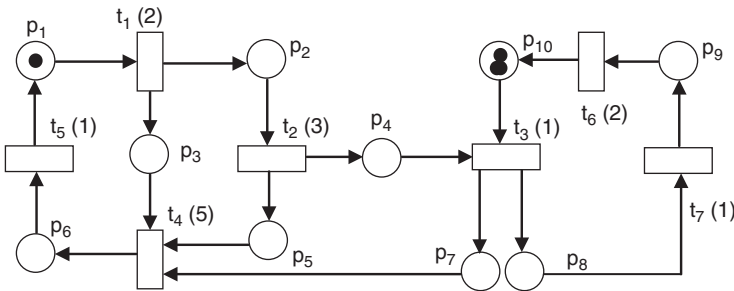 p1
t1 (2)
p2
p10
p9
t5 (1)
p3
t2 (3)
p4
t3 (1)
t6 (2)
p6
t4 (5)
p5
p7
p8
t7 (1)